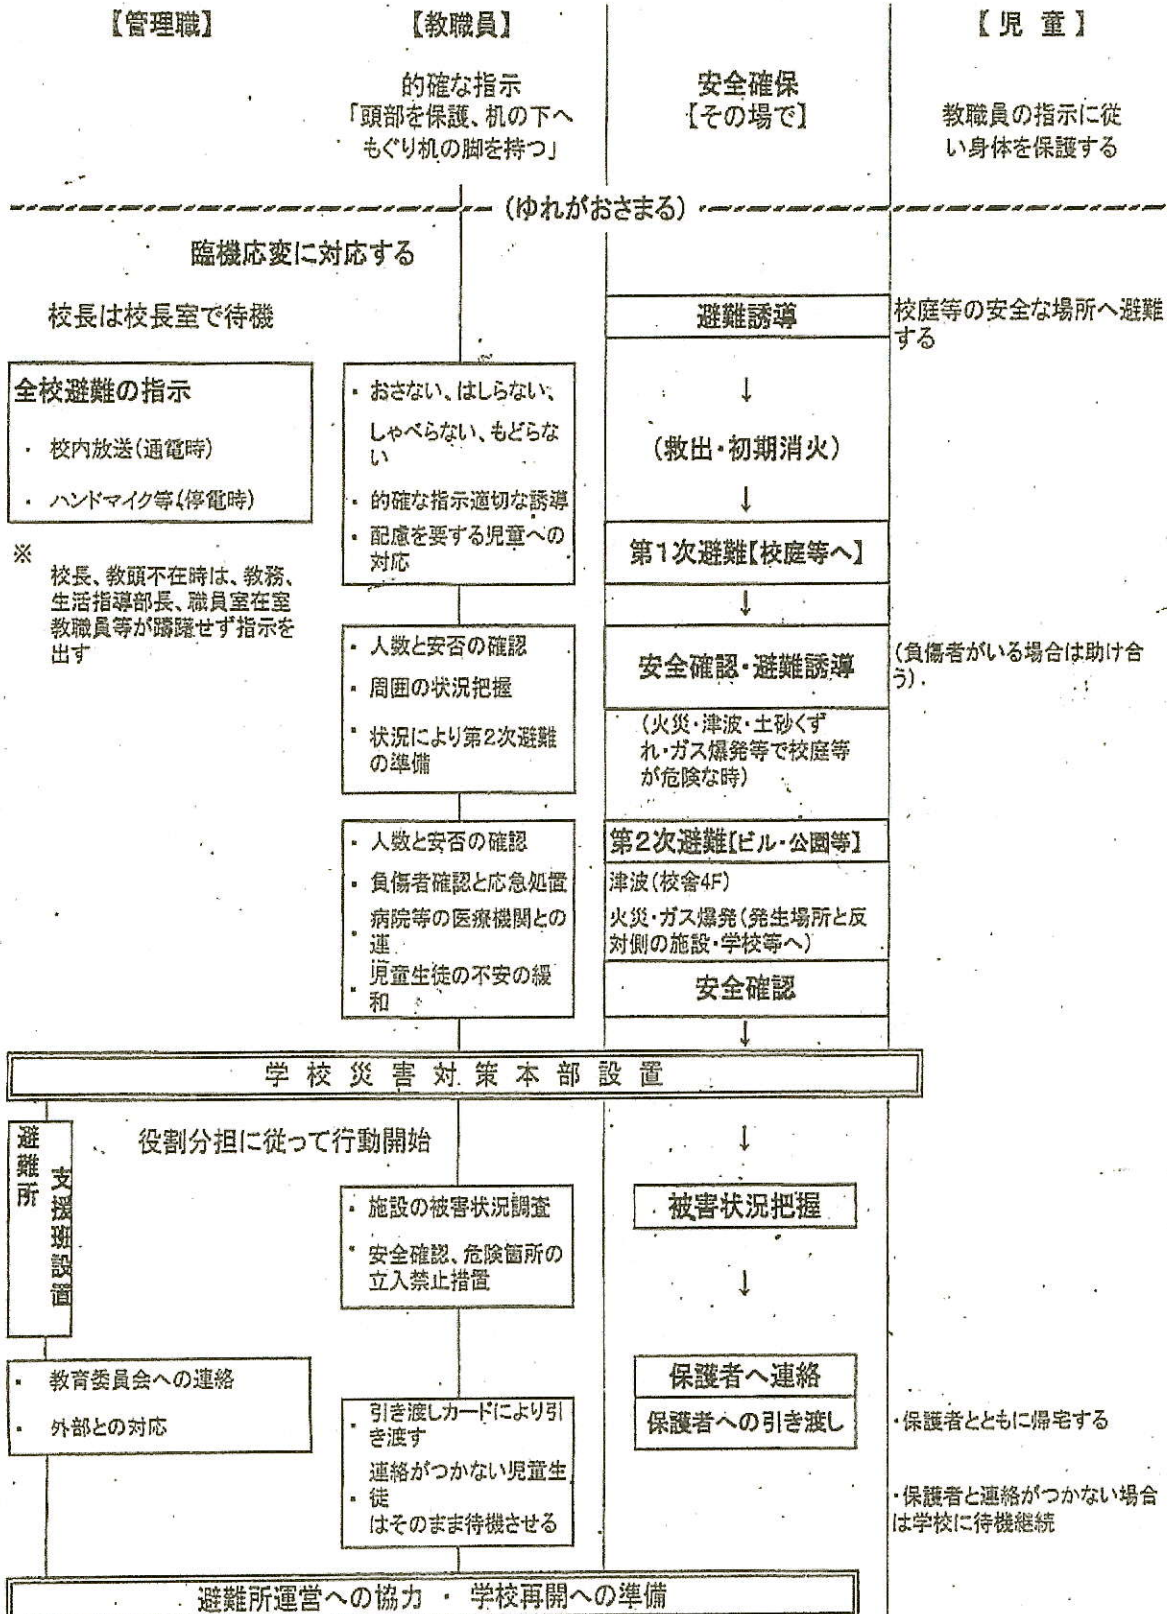 【管理職】
【教職員】
【児 童】
的確な指示
「頭部を保護、机の下へ
もぐり机の脚を持つ」
安全確保
【その場で】
教職員の指示に従
い身体を保護する
(ゆれがおさまる)
臨機応変に対応する
校長は校長室で待機
避難誘導
校庭等の安全な場所へ避難
する
全校避難の指示
・ 校内放送(通電時)
・ ハンドマイク等(停電時)
・ おさない、はしらない、
しゃべらない、もどらな
い
・ 的確な指示適切な誘導
・ 配慮を要する児童への
対応
↓
(救出・初期消火)
↓
第1次避難【校庭等へ】
↓
※
校長、教頭不在時は、教務、
生活指導部長、職員室在室
教職員等が躊躇せず指示を
出す
・ 人数と安否の確認
・ 周囲の状況把握
・ 状況により第2次避難
の準備
安全確認・避難誘導
(火災・津波・土砂くず
れ・ガス爆発等で校庭等
が危険な時)
(負傷者がいる場合は助け合
う).
・ 人数と安否の確認
・ 負傷者確認と応急処置
病院等の医療機関との
・ 連
児童生徒の不安の緩
・ 和
第2次避難【ビル・公園等】
津波(校舎4F)
火災・ガス爆発(発生場所と反
対側の施設・学校等へ)
安全確認
↓
学 校 災 害 対 策 本 部 設 置
避難所
支援班設置
役割分担に従って行動開始
・ 施設の被害状況調査
・ 安全確認、危険箇所の
立入禁止措置
↓
被害状況把握
↓
・ 教育委員会への連絡
・ 外部との対応
・ 引き渡しカードにより引
き渡す
連絡がつかない児童生
・ 徒
はそのまま待機させる
保護者へ連絡
保護者への引き渡し
・保護者とともに帰宅する
・保護者と連絡がつかない場合
は学校に待機継続
避難所運営への協力 ・ 学校再開への準備